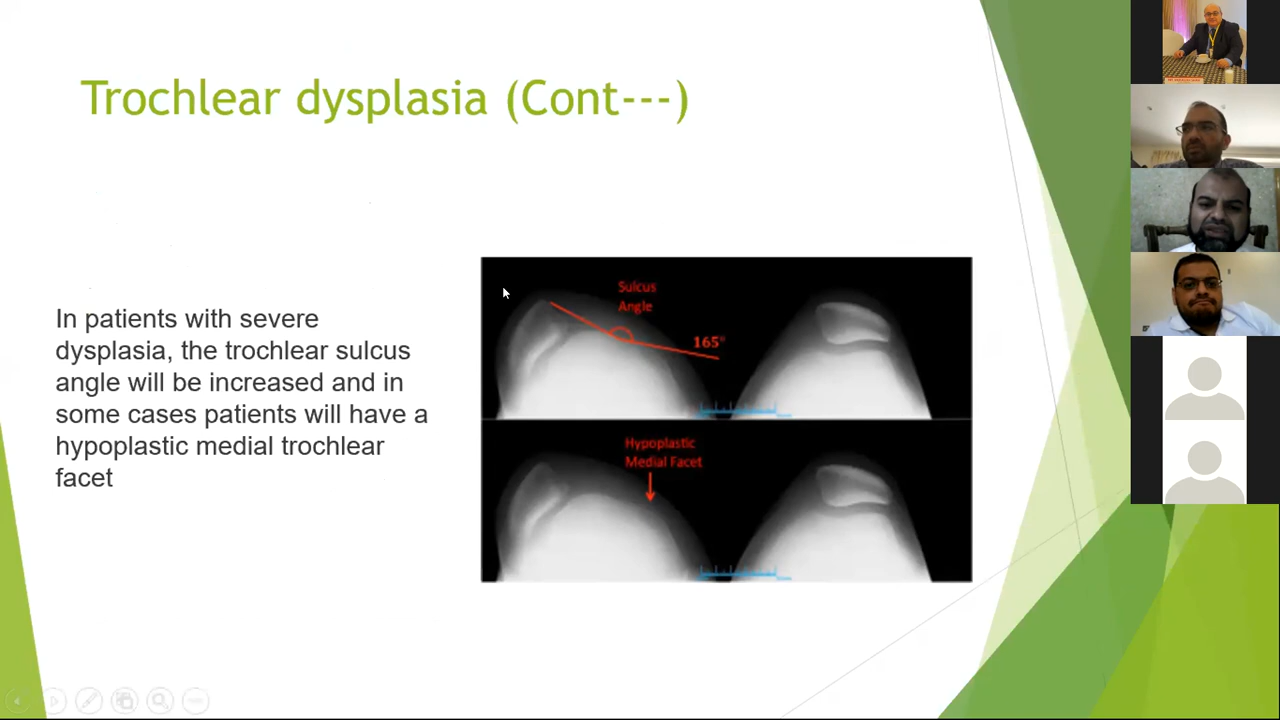 Trochlear dysplasia (Cont---)
In patients with severe
dysplasia, the trochlear sulcus
angle will be increased and in
some cases patients will have a
hypoplastic medial trochlear
facet
Sulcus
Angle
165°
Hypoplastic
Medial Facet